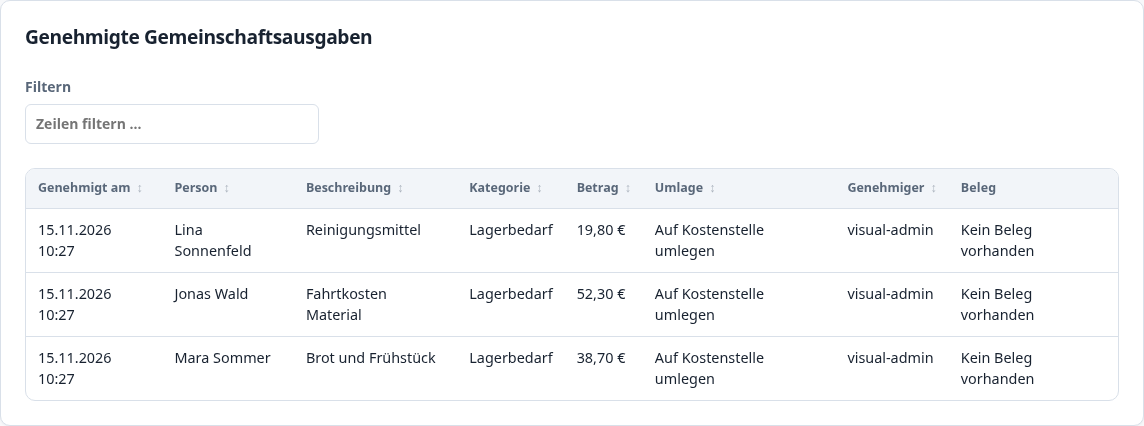 Genehmigte Gemeinschaftsausgaben
Filtern
Zeilen filtern ...
Genehmigt am ↕ Person ↕ Beschreibung ↕ Kategorie ↕ Betrag ↕ Umlage ↕ Genehmiger ↕ Beleg
15.11.2026 Lina Reinigungsmittel Lagerbedarf 19,80 € Auf Kostenstelle visual-admin Kein Beleg
10:27 Sonnenfeld umlegen vorhanden
15.11.2026 Jonas Wald Fahrtkosten Lagerbedarf 52,30 € Auf Kostenstelle visual-admin Kein Beleg
10:27 Material umlegen vorhanden
15.11.2026 Mara Sommer Brot und Frühstück Lagerbedarf 38,70 € Auf Kostenstelle visual-admin Kein Beleg
10:27 umlegen vorhanden